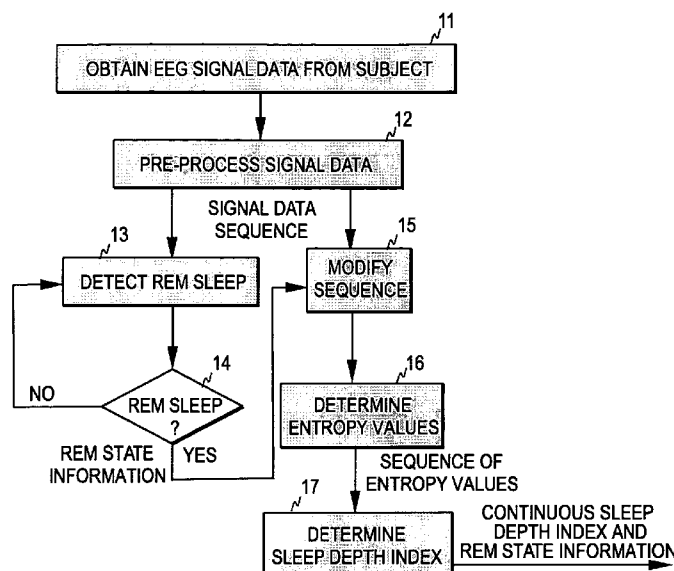 11
OBTAIN EEG SIGNAL DATA FROM SUBJECT
12
PRE-PROCESS SIGNAL DATA
SIGNAL DATA
SEQUENCE
13
DETECT REM SLEEP
15
MODIFY
SEQUENCE
14
REM SLEEP
?
NO
YES
REM STATE
INFORMATION
16
DETERMINE
ENTROPY VALUES
SEQUENCE OF
ENTROPY VALUES
17
DETERMINE
SLEEP DEPTH INDEX
CONTINUOUS SLEEP
DEPTH INDEX AND
REM STATE INFORMATION